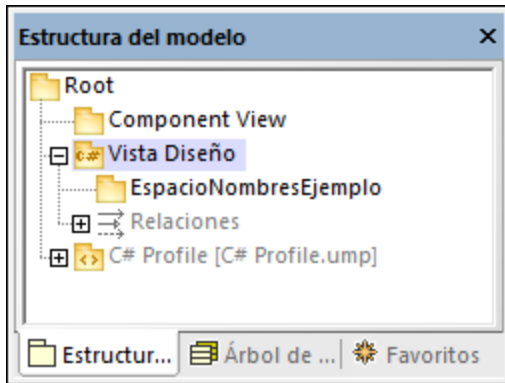 Estructura del modelo
Root
Component View
c# Vista Diseño
EspacioNombresEjemplo
Relaciones
C# Profile [C# Profile.ump]
Estructur... Árbol de ... Favoritos